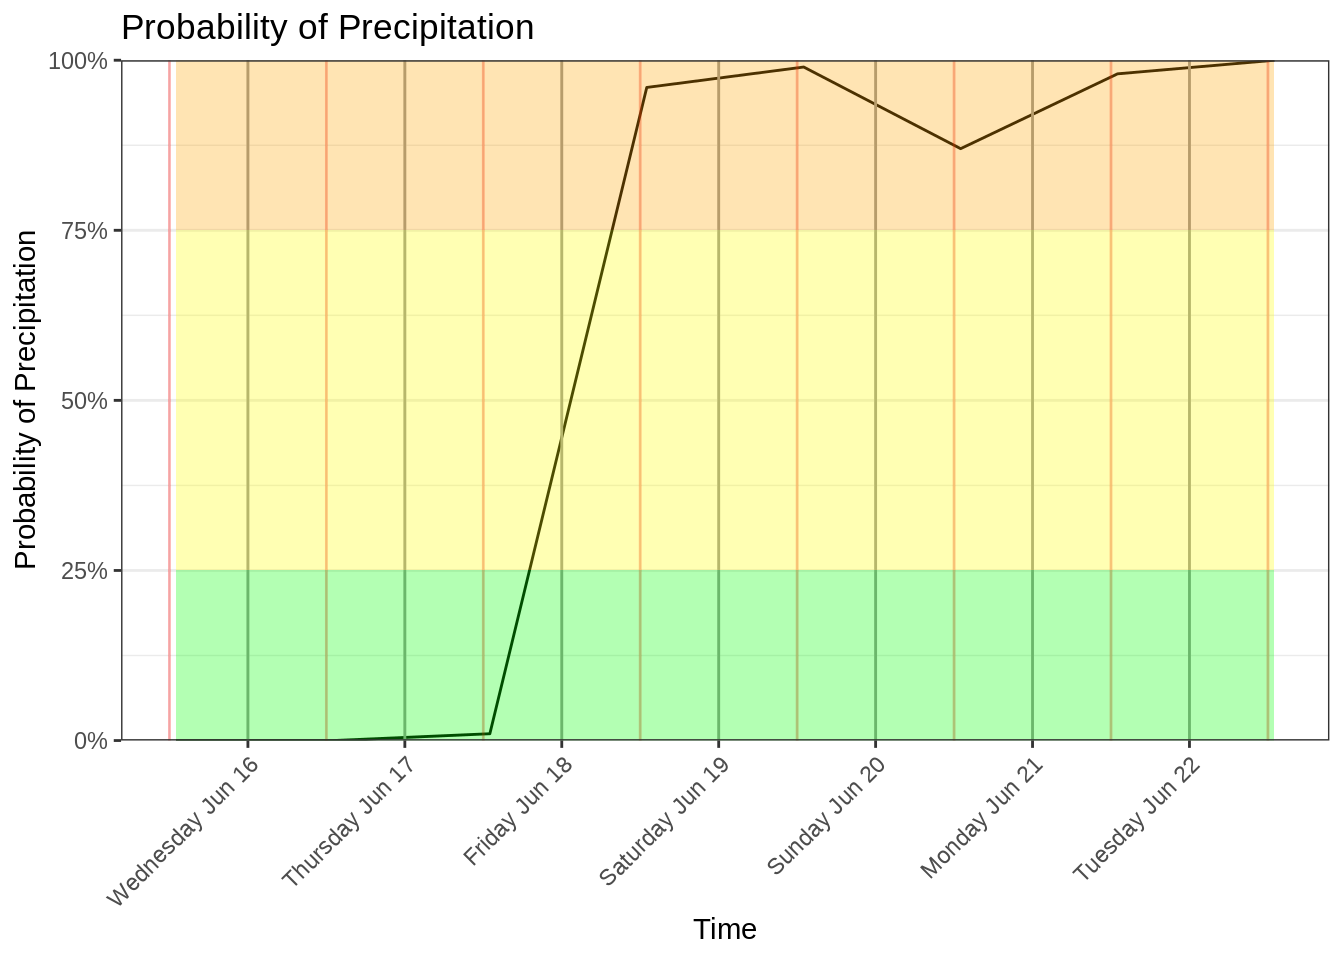 Probability of Precipitation
Probability of Precipitation
100%
75%
50%
25%
0%
Wednesday Jun 16
Thursday Jun 17
Friday Jun 18
Saturday Jun 19
Sunday Jun 20
Monday Jun 21
Tuesday Jun 22
Time